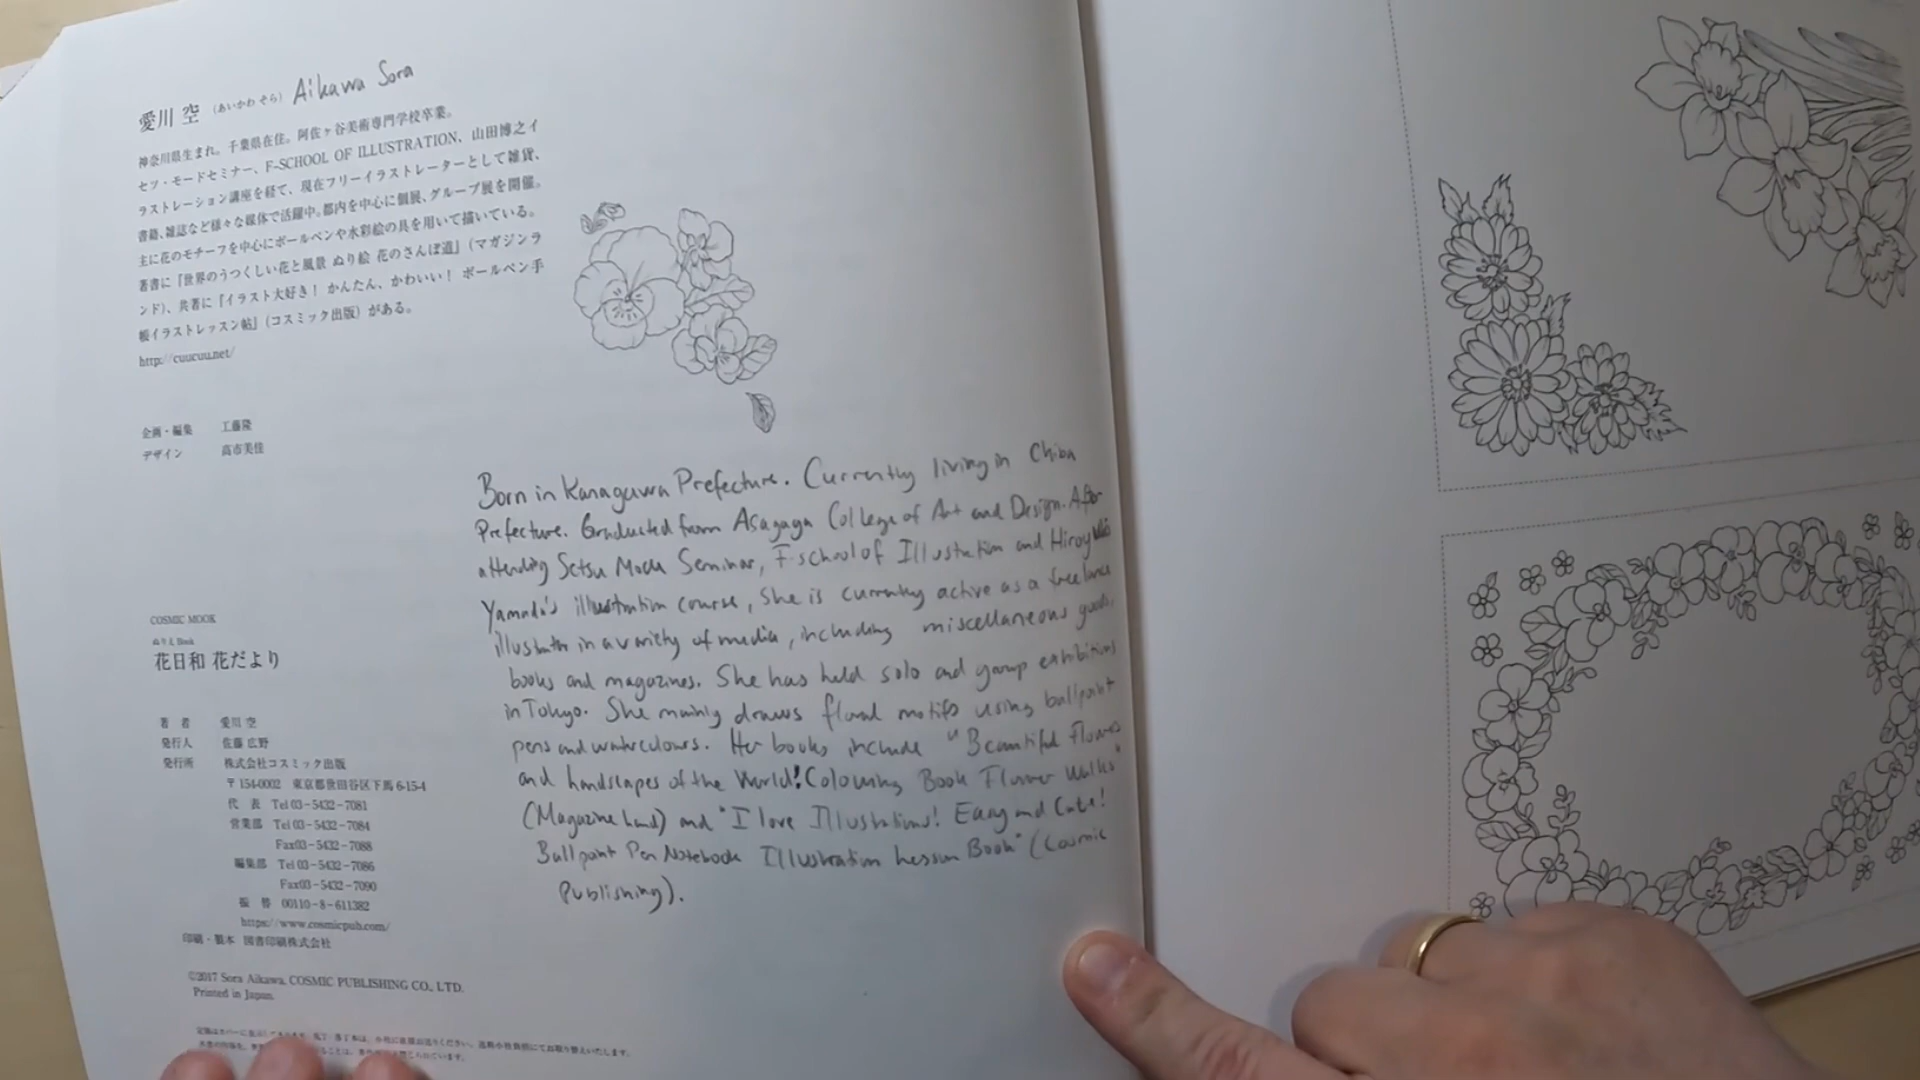 愛川 空 (あいかわ そら) Aikawa Sora
神奈川県生まれ。千葉県在住。阿佐ヶ谷美術専門学校卒業。
セツ・モードセミナー、F-SCHOOL OF ILLUSTRATION、山田博之イ
ラストレーション講座を経て、現在フリーイラストレーターとして雑貨、
書籍、雑誌など様々な媒体で活躍中。都内を中心に個展、グループ展を開催。
主に花のモチーフを中心にボールペンや水彩絵の具を用いて描いている。
著書に『世界のうつくしい花と風景 ぬり絵 花のさんぽ道』(マガジンラ
ンド)、共著に『イラスト大好き! かんたん、かわいい! ボールペン手
帳イラストレッスン帖』(コスミック出版) がある。
http://cuucuu.net/
企画・編集 工藤隆
デザイン 高市美佳
Born in Kanagawa Prefecture. Currently living in Chiba
Prefecture. Graduated from Asagaya College of Art and Design. After
attending Setsu Mode Seminar, F-school of Illustration and Hiroyuki
Yamada's illustration course, She is currently active as a freelance
illustrator in a variety of media, including miscellaneous goods,
books and magazines. She has held solo and group exhibitions
in Tokyo. She mainly draws floral motifs using ballpoint
pens and watercolours. Her books include "Beautiful Flowers
and Landscapes of the World! Colouring Book Flower Walks"
(Magazine Land) and "I love Illustrations! Easy and Cute!
Ballpoint Pen Notebook Illustration Lesson Book" (Cosmic
Publishing).
COSMIC MOOK
ぬりえ Book
花日和 花だより
著 者 愛川 空
発行人 佐藤 広野
発行所 株式会社コスミック出版
〒154-0002 東京都世田谷区下馬 6-15-4
代 表 Tel 03-5432-7081
営業部 Tel 03-5432-7084
Fax03-5432-7088
編集部 Tel 03-5432-7086
Fax03-5432-7090
振 替 00110-8-611382
https://www.cosmicpub.com/
印刷・製本 図書印刷株式会社
©2017 Sora Aikawa, COSMIC PUBLISHING CO., LTD.
Printed in Japan.